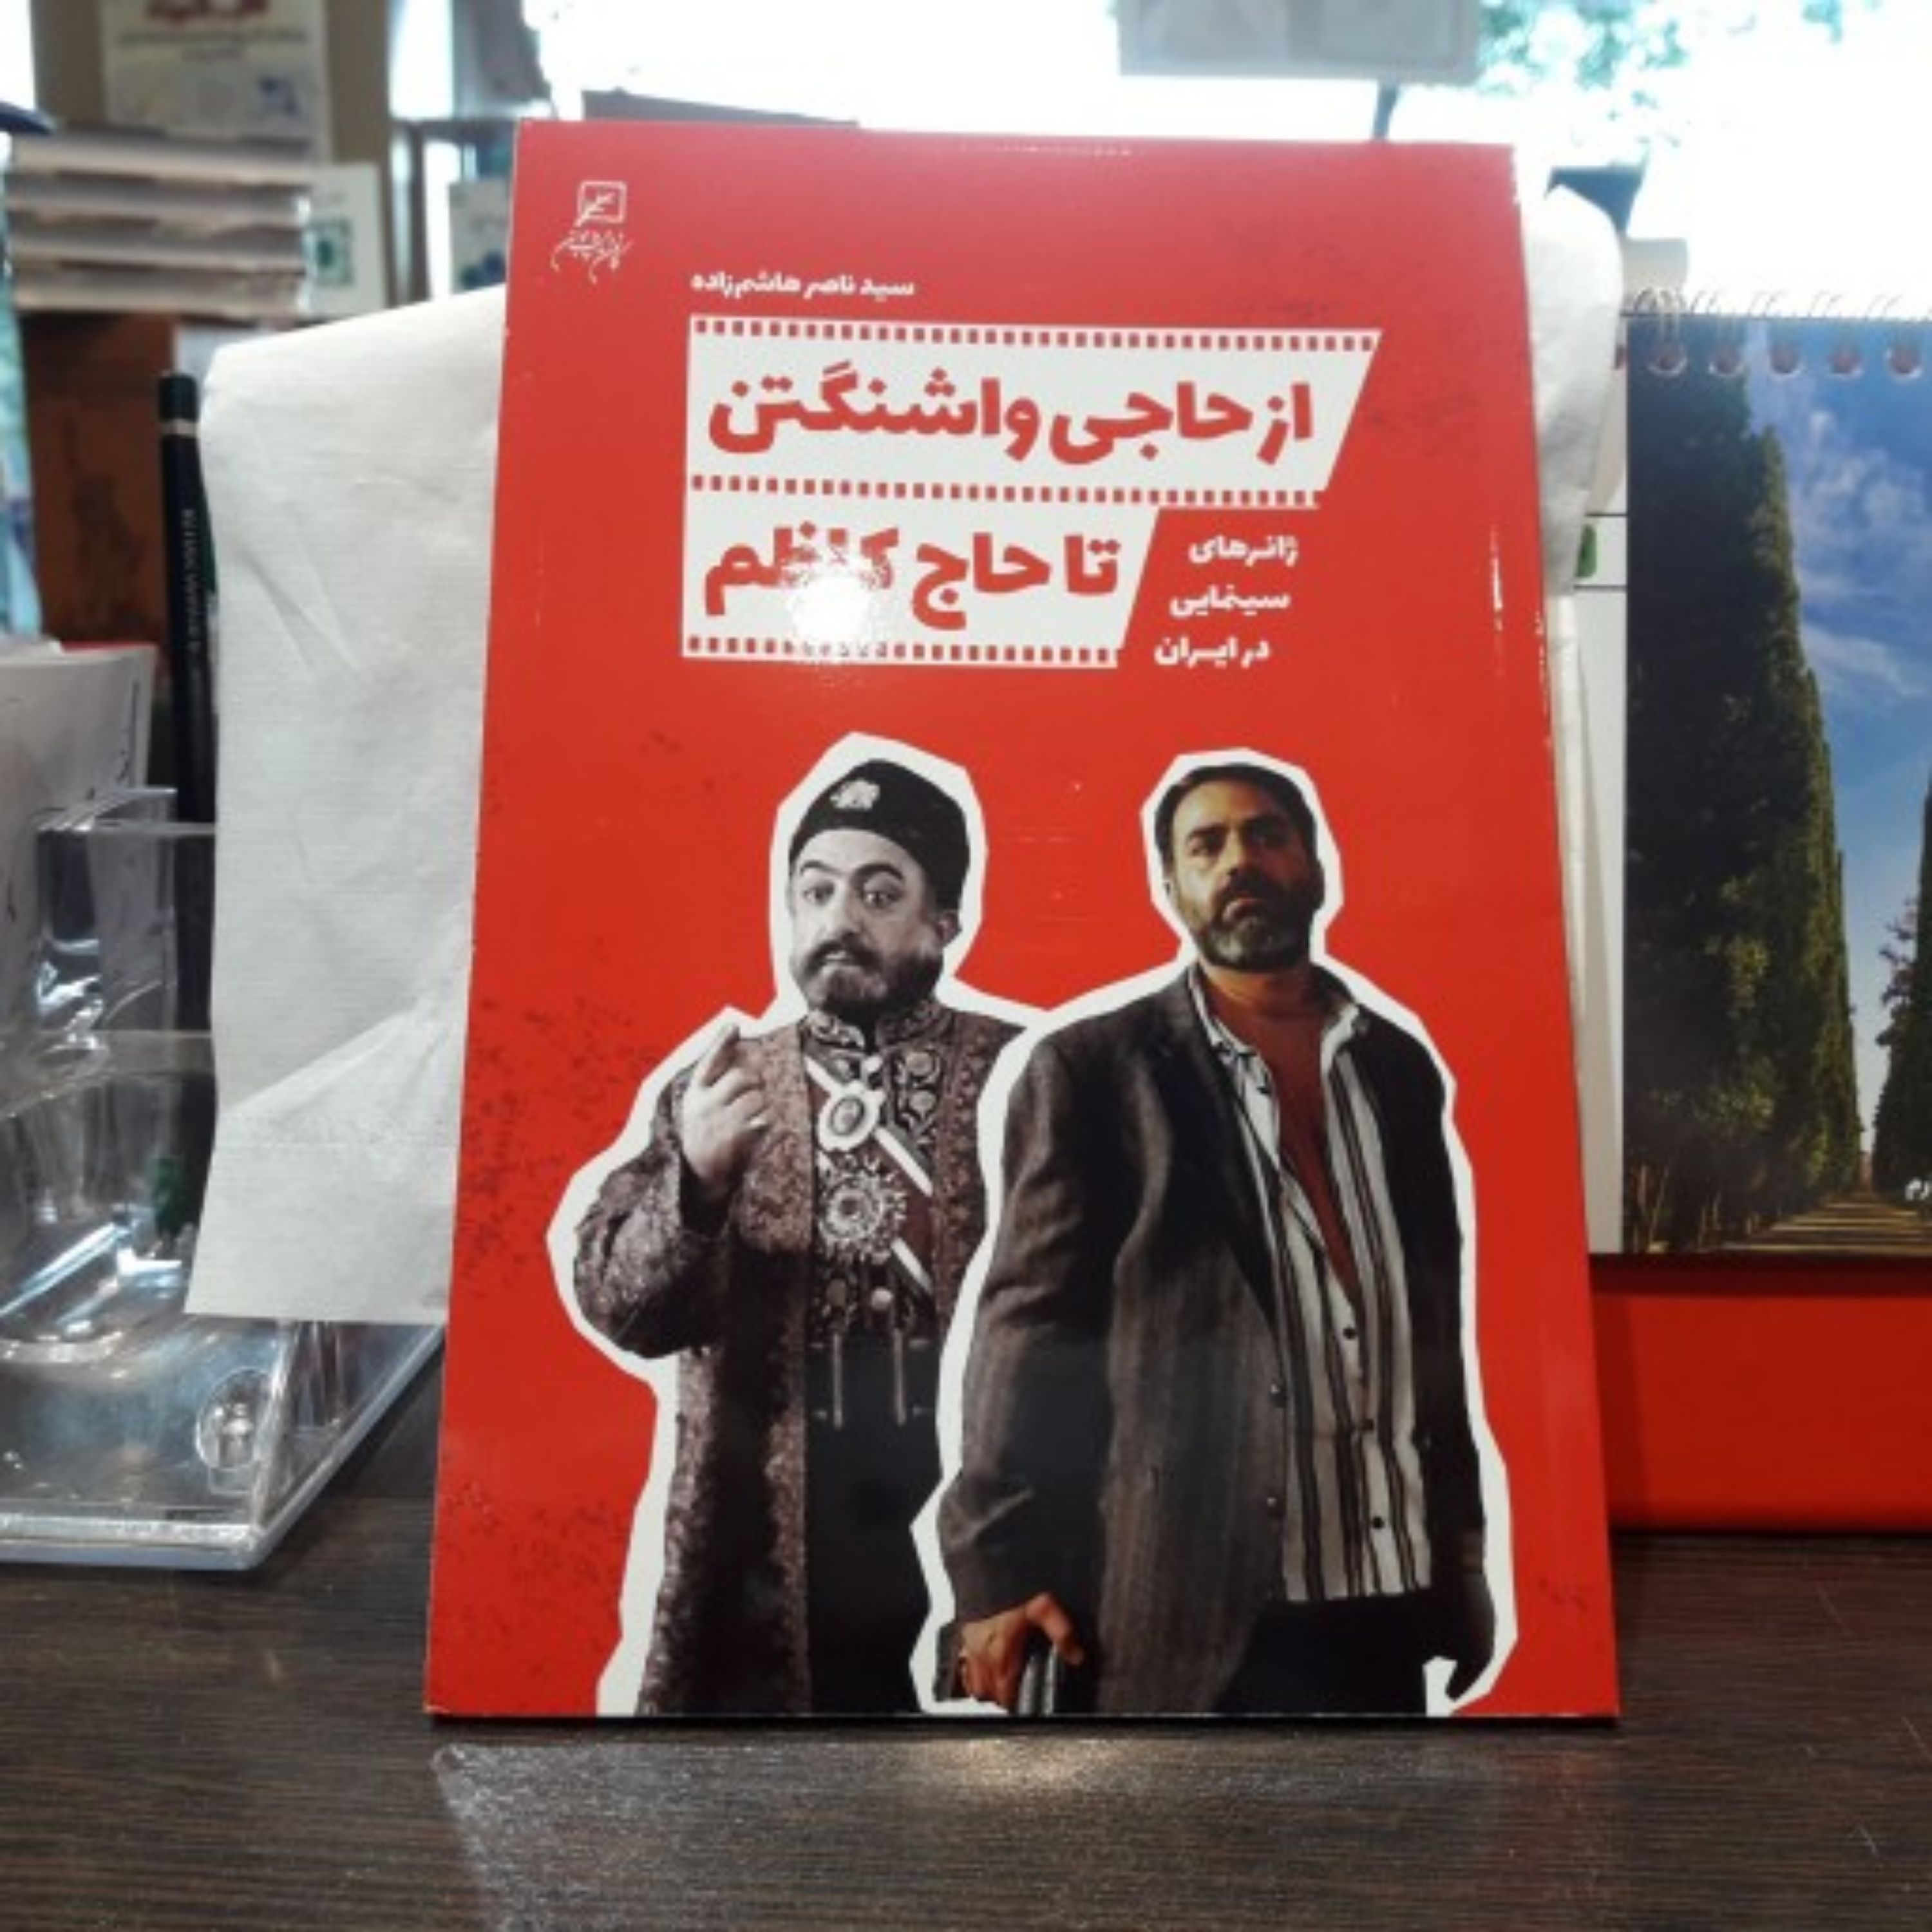 سید ناصر هاشم‌زاده
از حاجی واشنگتن
تا حاج کاظم
ژانرهای
سینمایی
در ایران